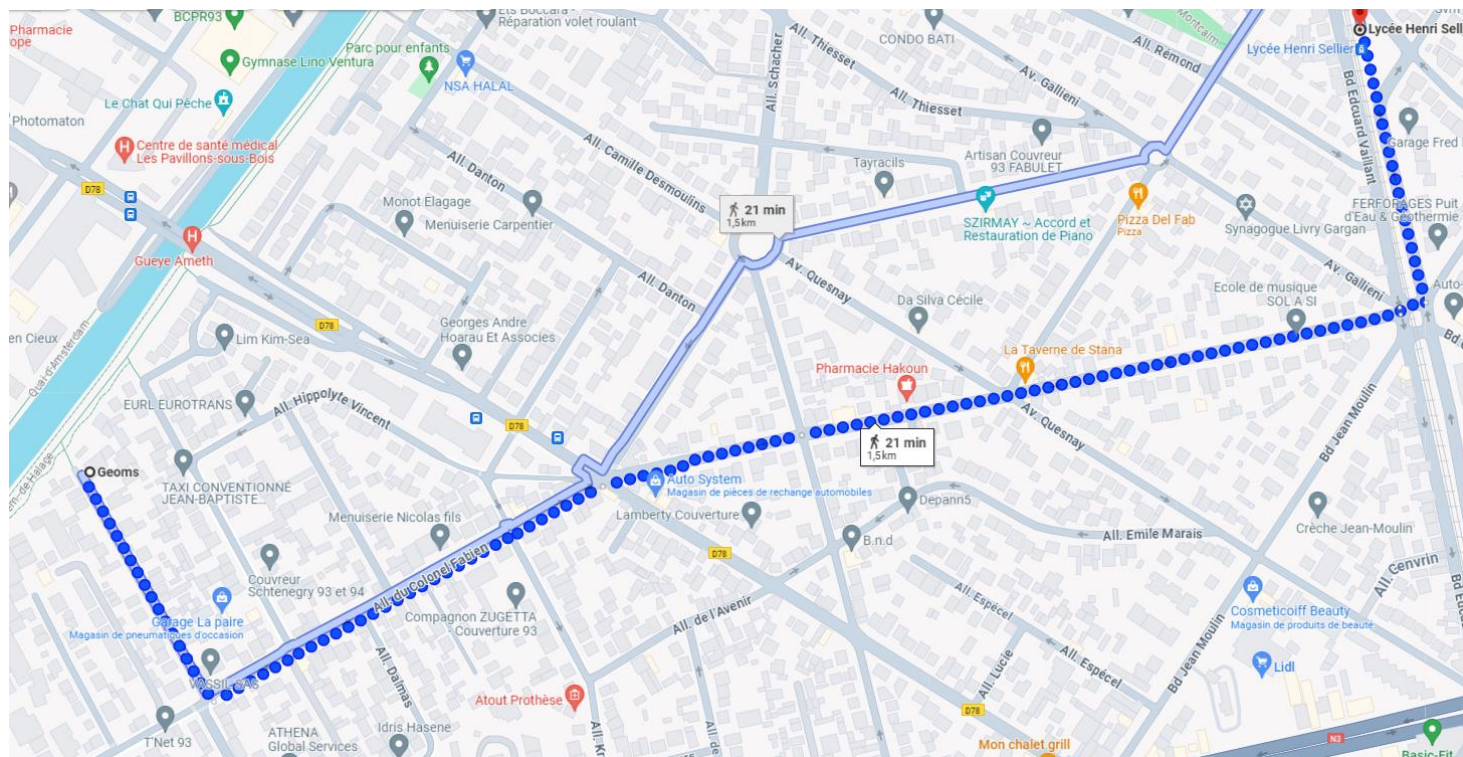 BCPR93
Ets Boccara -
Réparation volet roulant
Pharmacie
ope
Gymnase Lino Ventura
Parc pour enfants
NSA HALAL
All. Schacher
All. Thiesset
CONDO BATI
Montcalm
All. Rémond
Lycée Henri Sell
Lycée Henri Sellier
Av. Gallieni
All. Thiesset
Le Chat Qui Pêche
Photomaton
Centre de santé médical
Les Pavillons-sous-Bois
All. Camille Desmoulins
Tayracils
Artisan Couvreur
93 FABULET
Bd Edouard Vaillant
Garage Fred
D78
All. Danton
Monot Elagage
Menuiserie Carpentier
21 min
1,5km
SZIRMAY ~ Accord et
Restauration de Piano
Pizza Del Fab
Pizza
FERFORAGES Puit
d'Eau & Géothermie
Synagogue Livry Gargan
Gueye Ameth
All. Danton
Av. Quesnay
Av. Gallieni
Ecole de musique
SOL A SI
Auto-
Da Silva Cécile
Quai d'Amsterdam
en Cieux
Lim Kim-Sea
D78
Georges Andre
Hoarau Et Associes
La Taverne de Stana
Pharmacie Hakoun
EURL EUROTRANS
All. Hippolyte Vincent
D78
Av. Quesnay
Bd Jean Moulin
21 min
1,5km
Geoms
TAXI CONVENTIONNÉ
JEAN-BAPTISTE...
Auto System
Magasin de pièces de rechange automobiles
Depann5
Menuiserie Nicolas fils
Lamberty Couverture
B.n.d
All. Emile Marais
Crèche Jean-Moulin
D78
All. Genvrin
Couvreur
Schtenegry 93 et 94
All. du Colonel Fabien
All. Espécel
Garage La paire
Magasin de pneumatiques d'occasion
Compagnon ZUGETTA
Couverture 93
All. de l'Avenir
Cosmeticoiff Beauty
Magasin de produits de beauté
VASSIL SAS
All. Dalmas
All. Lucie
All. Espécel
Bd Jean Moulin
Lidl
Atout Prothèse
T'Net 93
ATHENA
Global Services
Idris Hasene
All. Kr
All. de
D78
Mon chalet grill
N3
Basic-Fit